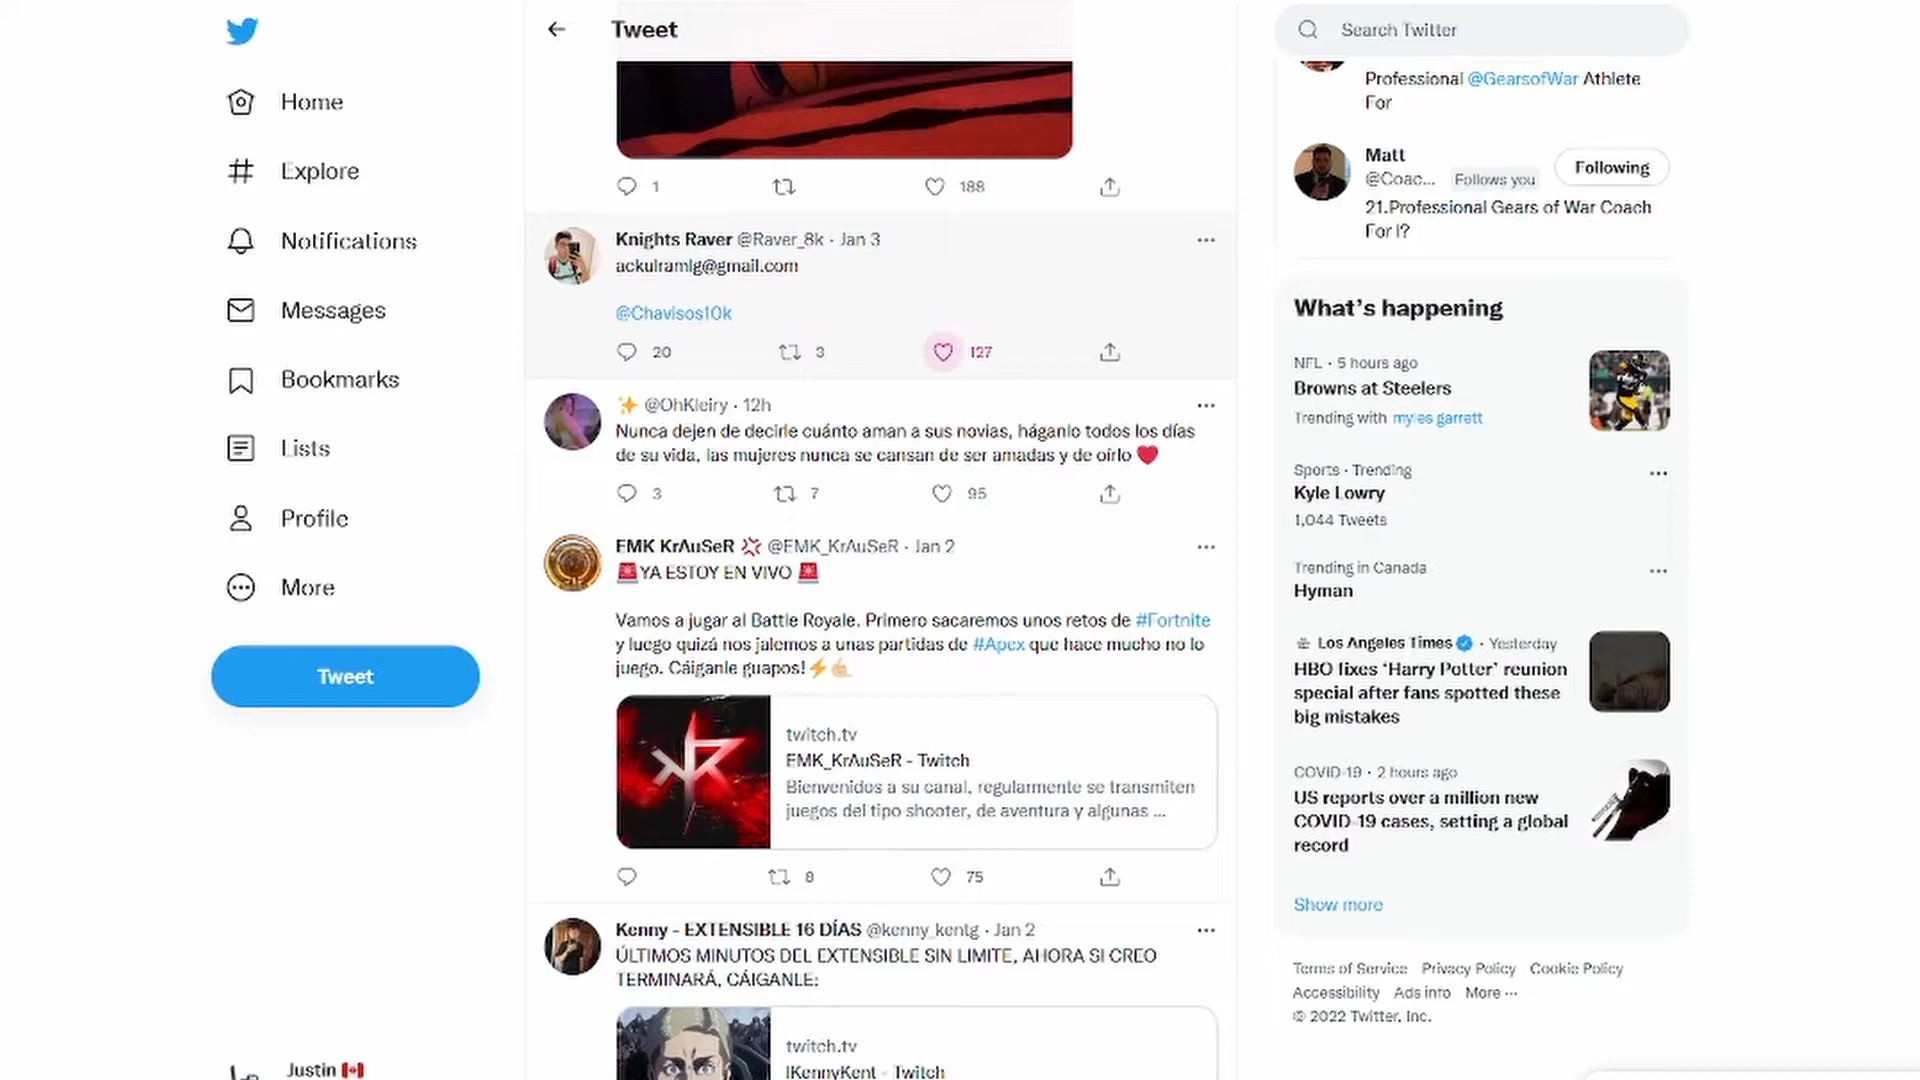 Home
Explore
Notifications
Messages
Bookmarks
Lists
Profile
More
Tweet
Justin
Tweet
1
188
Knights Raver @Raver_8k · Jan 3
ackulramlg@gmail.com
@Chavisos10k
20
3
127
@OhKleiry · 12h
Nunca dejen de decirle cuánto aman a sus novias, háganlo todos los días
de su vida, las mujeres nunca se cansan de ser amadas y de oírlo
3
7
95
EMK KrAuSeR @EMK_KrAuSeR · Jan 2
YA ESTOY EN VIVO
Vamos a jugar al Battle Royale. Primero sacaremos unos retos de #Fortnite
y luego quizá nos jalemos a unas partidas de #Apex que hace mucho no lo
juego. Cáiganle guapos!
twitch.tv
EMK_KrAuSeR - Twitch
Bienvenidos a su canal, regularmente se transmiten
juegos del tipo shooter, de aventura y algunas ...
8
75
Kenny - EXTENSIBLE 16 DÍAS @kenny_kentg · Jan 2
ÚLTIMOS MINUTOS DEL EXTENSIBLE SIN LIMITE, AHORA SI CREO
TERMINARÁ, CÁIGANLE:
twitch.tv
IKennyKent - Twitch
Search Twitter
Professional @GearsofWar Athlete
For
Matt
@Coac... Follows you
Following
21.Professional Gears of War Coach
For I?
What's happening
NFL · 5 hours ago
Browns at Steelers
Trending with myles garrett
Sports · Trending
Kyle Lowry
1,044 Tweets
Trending in Canada
Hyman
Los Angeles Times · Yesterday
HBO fixes 'Harry Potter' reunion
special after fans spotted these
big mistakes
COVID-19 · 2 hours ago
US reports over a million new
COVID-19 cases, setting a global
record
Show more
Terms of Service Privacy Policy Cookie Policy
Accessibility Ads info More ···
© 2022 Twitter, Inc.